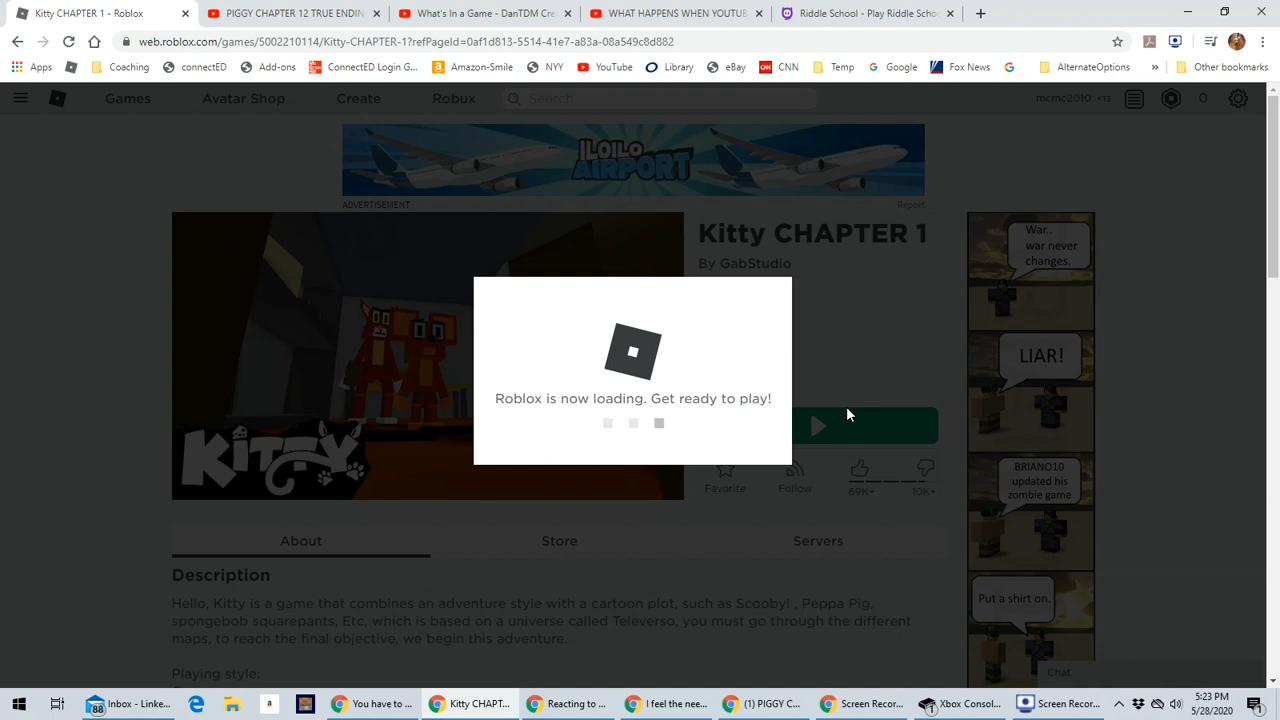 Kitty CHAPTER 1 - Roblox
PIGGY CHAPTER 12 TRUE ENDIN
What's In a Game - DanTDM Cre
WHAT HAPPENS WHEN YOUTUB
Riddle School - Play Riddle Scho
web.roblox.com/games/5002210114/Kitty-CHAPTER-1?refPageId=0af1d813-5514-41e7-a83a-08a549c8d882
Apps
Coaching
connectED
Add-ons
ConnectED Login G...
Amazon-Smile
NYY
YouTube
Library
eBay
CNN
Temp
Google
Fox News
AlternateOptions
»
Other bookmarks
Games
Avatar Shop
Create
Robux
Search
mcmc2010: <13
0
ILOILO
AIRPORT
ADVERTISEMENT
Report
KITTY
Kitty CHAPTER 1
By GabStudio
Roblox is now loading. Get ready to play!
Favorite
Follow
69K+
10K+
War..
war never
changes.
LIAR!
BRIANO10
updated his
zombie game
Put a shirt on.
About
Store
Servers
Description
Hello, Kitty is a game that combines an adventure style with a cartoon plot, such as Scooby! , Peppa Pig,
spongebob squarepants, Etc, which is based on a universe called Televerso, you must go through the different
maps, to reach the final objective, we begin this adventure.
Playing style:
Chat
88
Inbox - Linke...
a
You have to ...
Kitty CHAPT...
Reacting to ...
I feel the nee...
(1) PIGGY C...
Screen Recor...
1
Xbox Consol...
Screen Recor...
5:23 PM
5/28/2020
1